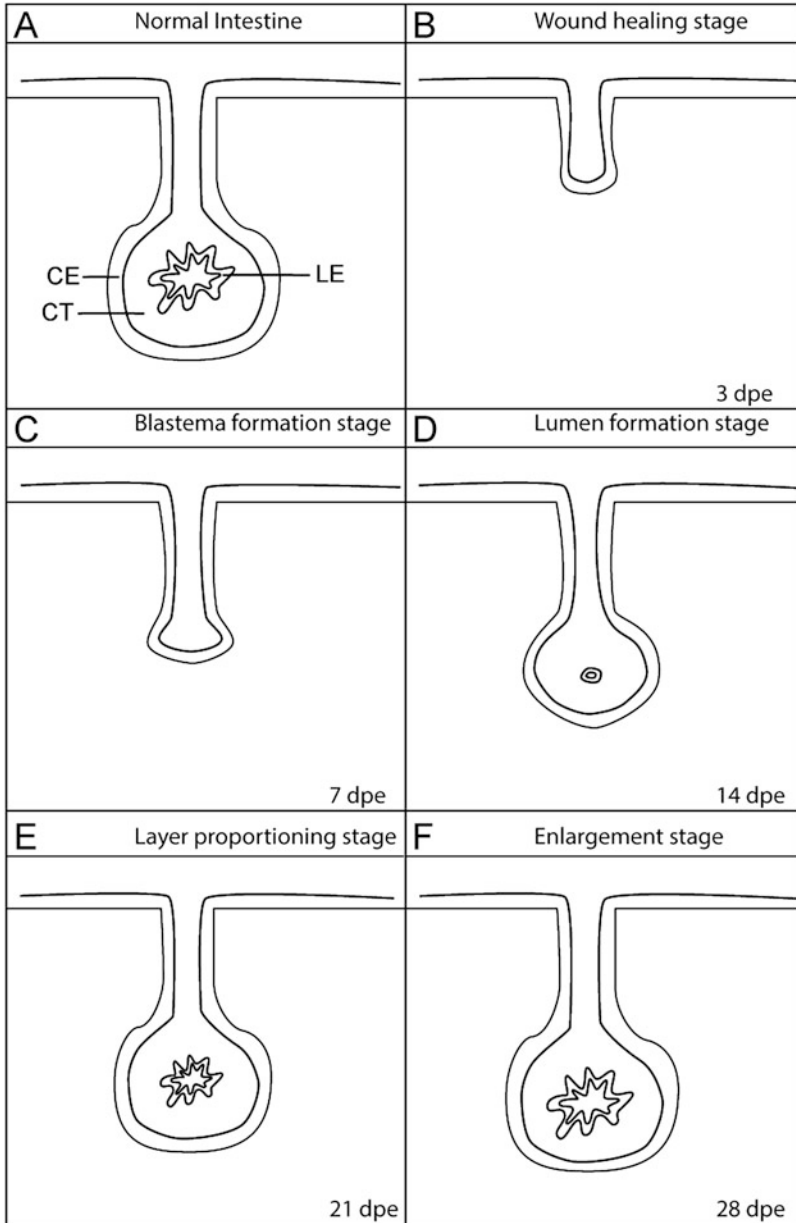 A
Normal Intestine
CE
CT
LE
B
Wound healing stage
3 dpe
C
Blastema formation stage
7 dpe
D
Lumen formation stage
14 dpe
E
Layer proportioning stage
21 dpe
F
Enlargement stage
28 dpe